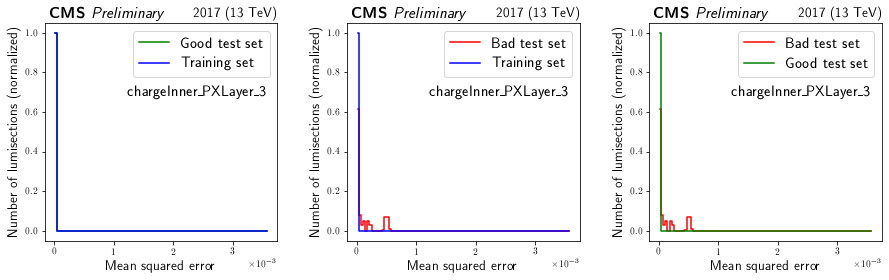 CMS Preliminary 2017 (13 TeV)
Number of lumisections (normalized)
1.0
0.8
0.6
0.4
0.2
0.0
Good test set
Training set
chargeInner_PXLayer_3
0 1 2 3
×10⁻³
Mean squared error
CMS Preliminary 2017 (13 TeV)
Number of lumisections (normalized)
1.0
0.8
0.6
0.4
0.2
0.0
Bad test set
Training set
chargeInner_PXLayer_3
0 1 2 3
×10⁻³
Mean squared error
CMS Preliminary 2017 (13 TeV)
Number of lumisections (normalized)
1.0
0.8
0.6
0.4
0.2
0.0
Bad test set
Good test set
chargeInner_PXLayer_3
0 1 2 3
×10⁻³
Mean squared error